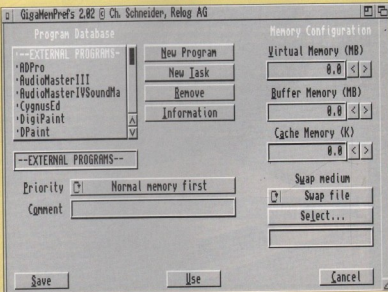 GigaMemPrefs 2.02 © Ch. Schneider, Relog AG
Program Database
--EXTERNAL PROGRAMS-
·ADPro
·AudioMasterIII
·AudioMasterIVSoundMa
·CygnusEd
·DigiPaint
·DPaint
--EXTERNAL PROGRAMS--
New Program
New Task
Remove
Information
Priority
Normal memory first
Comment
Memory Configuration
Virtual Memory (MB)
0.0 < >
Buffer Memory (MB)
0.0 < >
Cache Memory (K)
0.0 < >
Swap medium
Swap file
Select...
Save
Use
Cancel